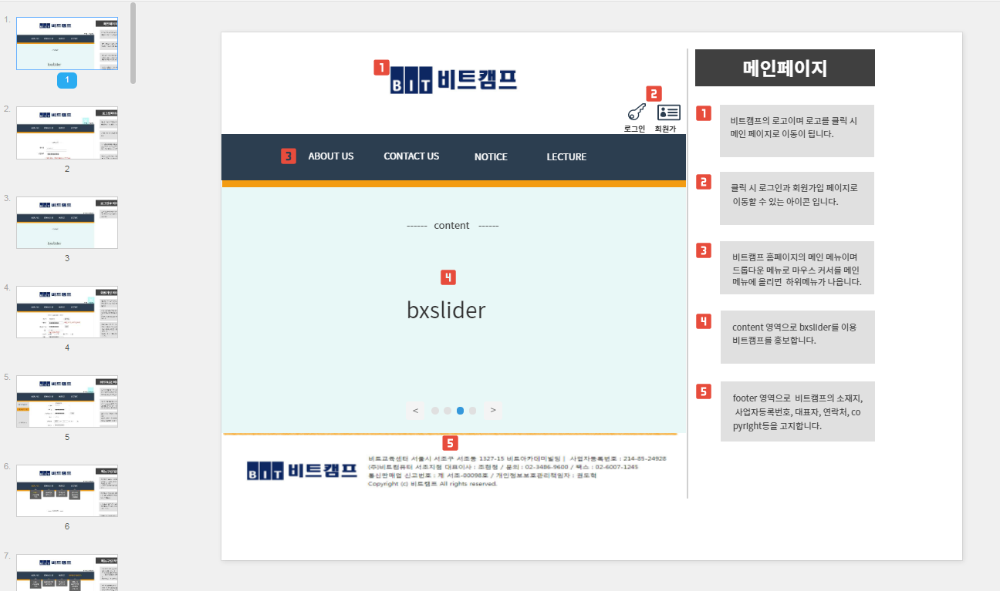 1.
1
2.
2
3.
3
4.
4
5.
5
6.
6
7.
1
BIT 비트캠프
2
로그인 회원가
3 ABOUT US CONTACT US NOTICE LECTURE
------ content ------
4
bxslider
< >
5
BIT 비트캠프
비트교육센터 서울시 서초구 서초동 1327-15 비트아카데미빌딩 | 사업자등록번호 : 214-85-24928
(주)비트컴퓨터 서초지점 대표이사 : 조현정 / 문의 : 02-3486-9600 / 팩스 : 02-6007-1245
통신판매업 신고번호 : 제 서초-00098호 / 개인정보보호관리책임자 : 권도혁
Copyright (c) 비트캠프 All rights reserved.
메인페이지
1
비트캠프의 로고이며 로고를 클릭 시
메인 페이지로 이동이 됩니다.
2
클릭 시 로그인과 회원가입 페이지로
이동할 수 있는 아이콘 입니다.
3
비트캠프 홈페이지의 메인 메뉴이며
드롭다운 메뉴로 마우스 커서를 메인
메뉴에 올리면 하위메뉴가 나옵니다.
4
content 영역으로 bxslider를 이용
비트캠프를 홍보합니다.
5
footer 영역으로 비트캠프의 소재지,
사업자등록번호, 대표자, 연락처, co
pyright등을 고지합니다.